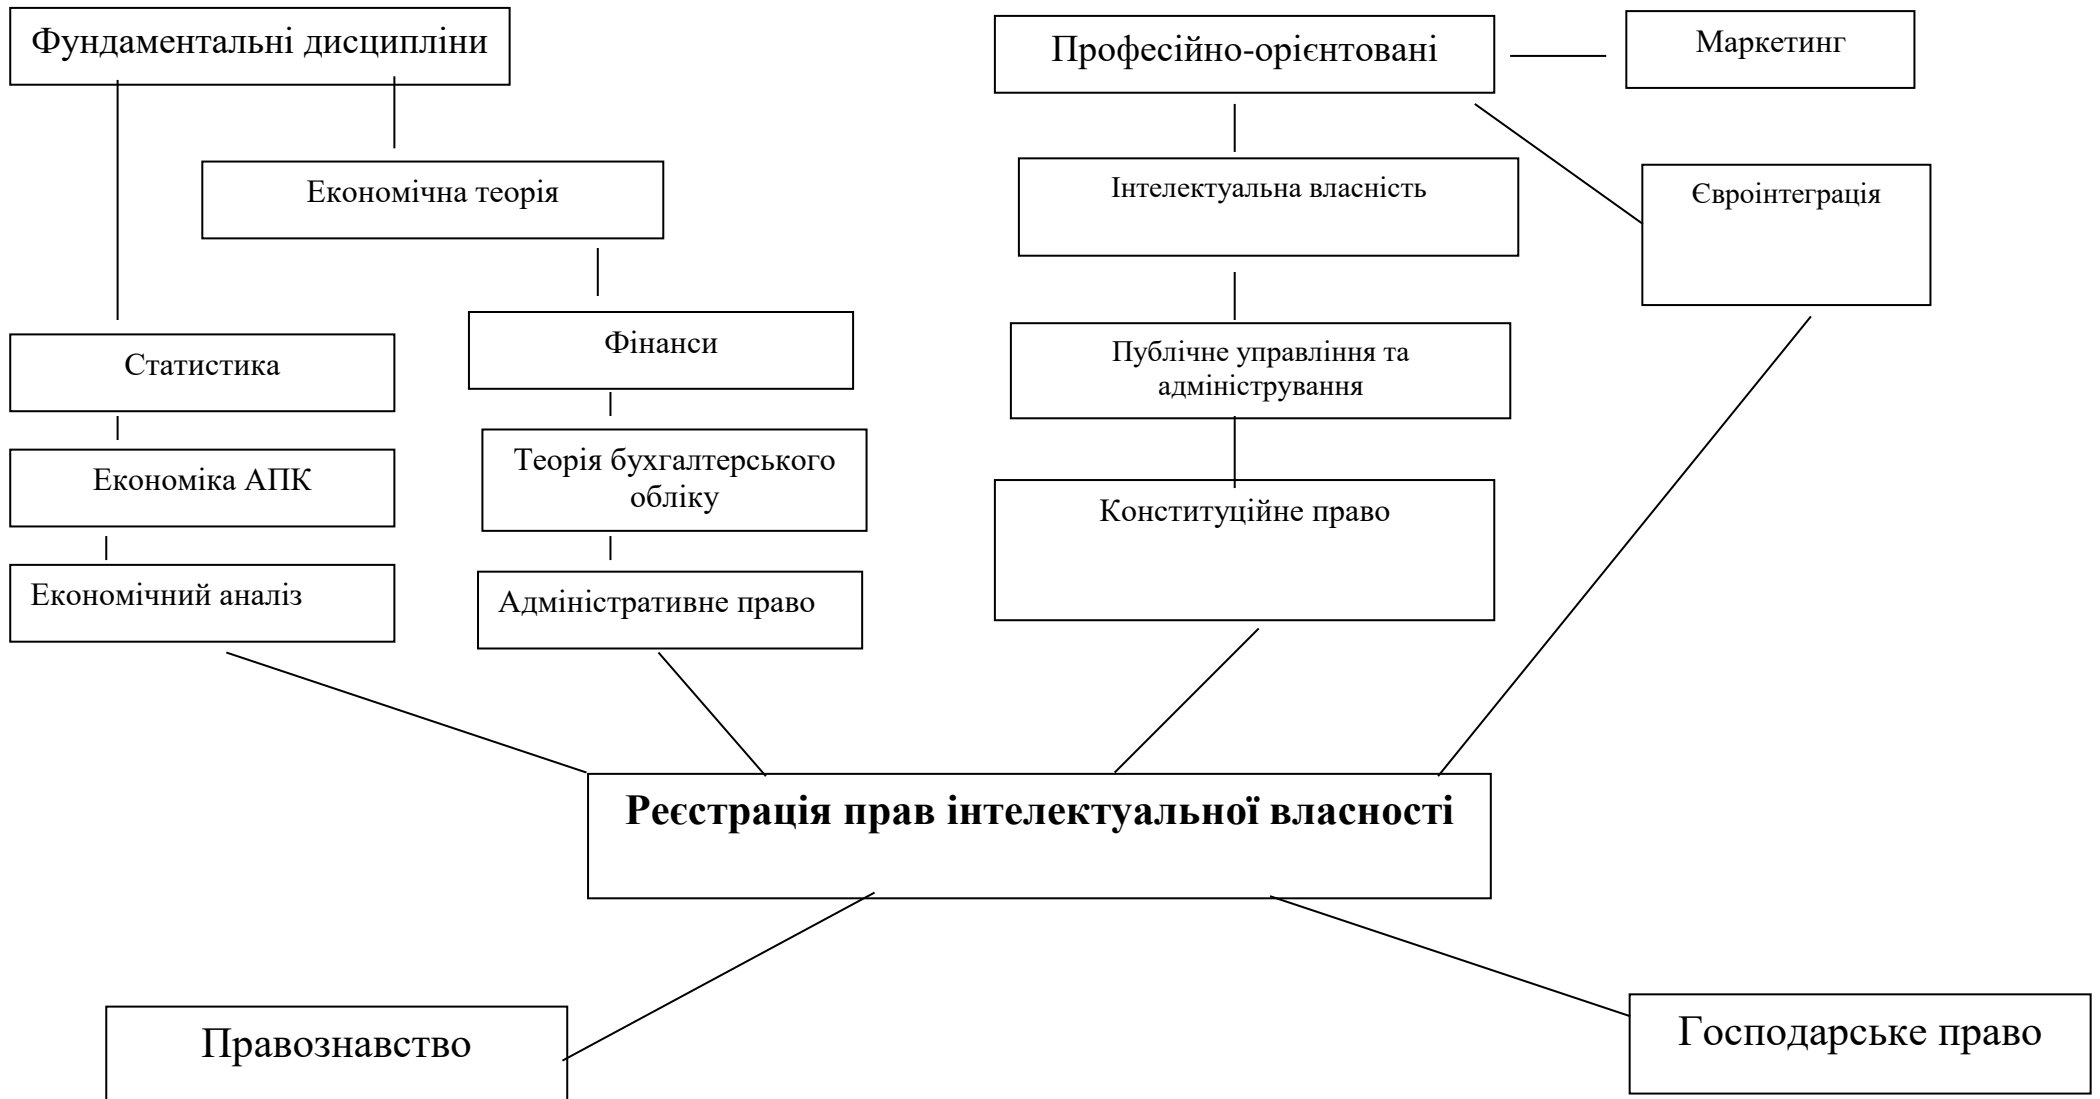 Фундаментальні дисципліни
Професійно-орієнтовані
Маркетинг
Економічна теорія
Інтелектуальна власність
Євроінтеграція
Статистика
Фінанси
Публічне управління та
адміністрування
Економіка АПК
Теорія бухгалтерського
обліку
Конституційне право
Економічний аналіз
Адміністративне право
Реєстрація прав інтелектуальної власності
Правознавство
Господарське право